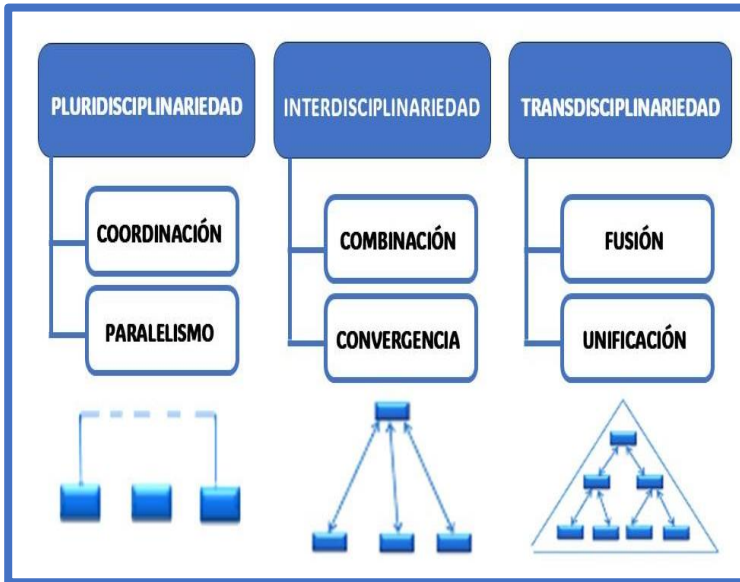 PLURIDISCIPLINARIEDAD
COORDINACIÓN
PARALELISMO
INTERDISCIPLINARIEDAD
COMBINACIÓN
CONVERGENCIA
TRANSDISCIPLINARIEDAD
FUSIÓN
UNIFICACIÓN